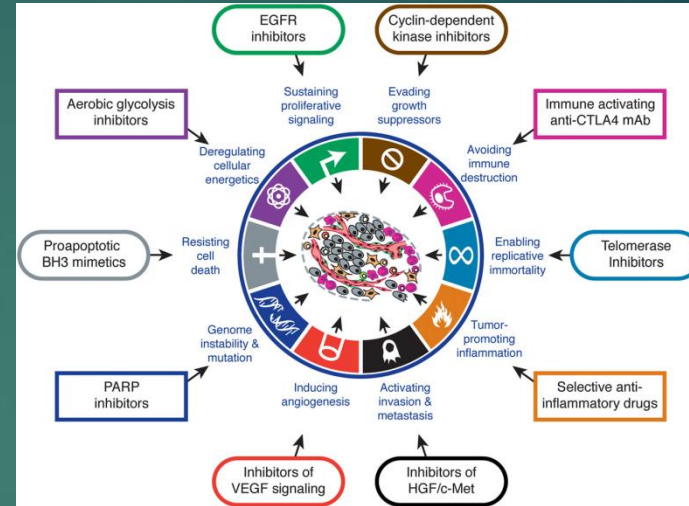 EGFR
inhibitors
Cyclin-dependent
kinase inhibitors
Sustaining
proliferative
signaling
Evading
growth
suppressors
Aerobic glycolysis
inhibitors
Immune activating
anti-CTLA4 mAb
Deregulating
cellular
energetics
Avoiding
immune
destruction
Proapoptotic
BH3 mimetics
Resisting
cell
death
Enabling
replicative
immortality
Telomerase
Inhibitors
Genome
instability &
mutation
Tumor-
promoting
inflammation
PARP
inhibitors
Inducing
angiogenesis
Activating
invasion &
metastasis
Selective anti-
inflammatory drugs
Inhibitors of
VEGF signaling
Inhibitors of
HGF/c-Met